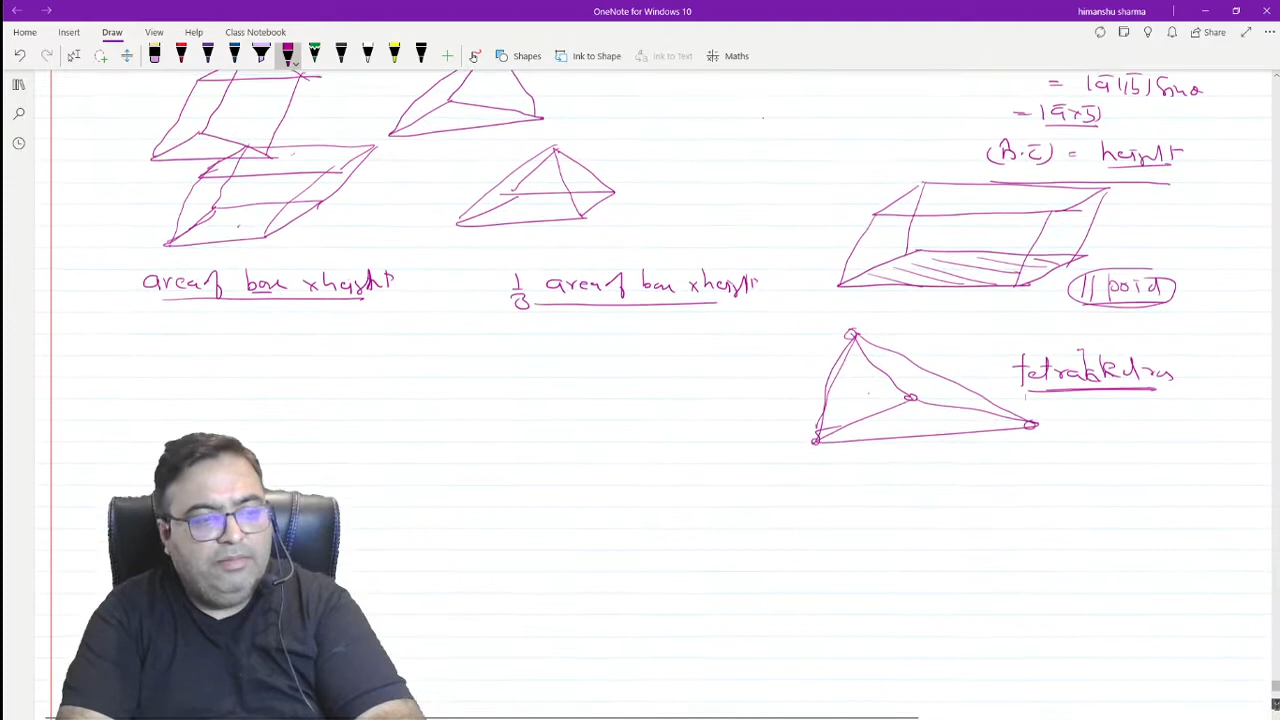 OneNote for Windows 10
himanshu sharma
Home Insert Draw View Help Class Notebook
Share
Shapes Ink to Shape Ink to Text Maths
= |a̅||b̅| sinθ
= |a̅×b̅|
(n̂.c̅) = height
area of base × height
1/3 area of base × height
|| poid
tetrahedron